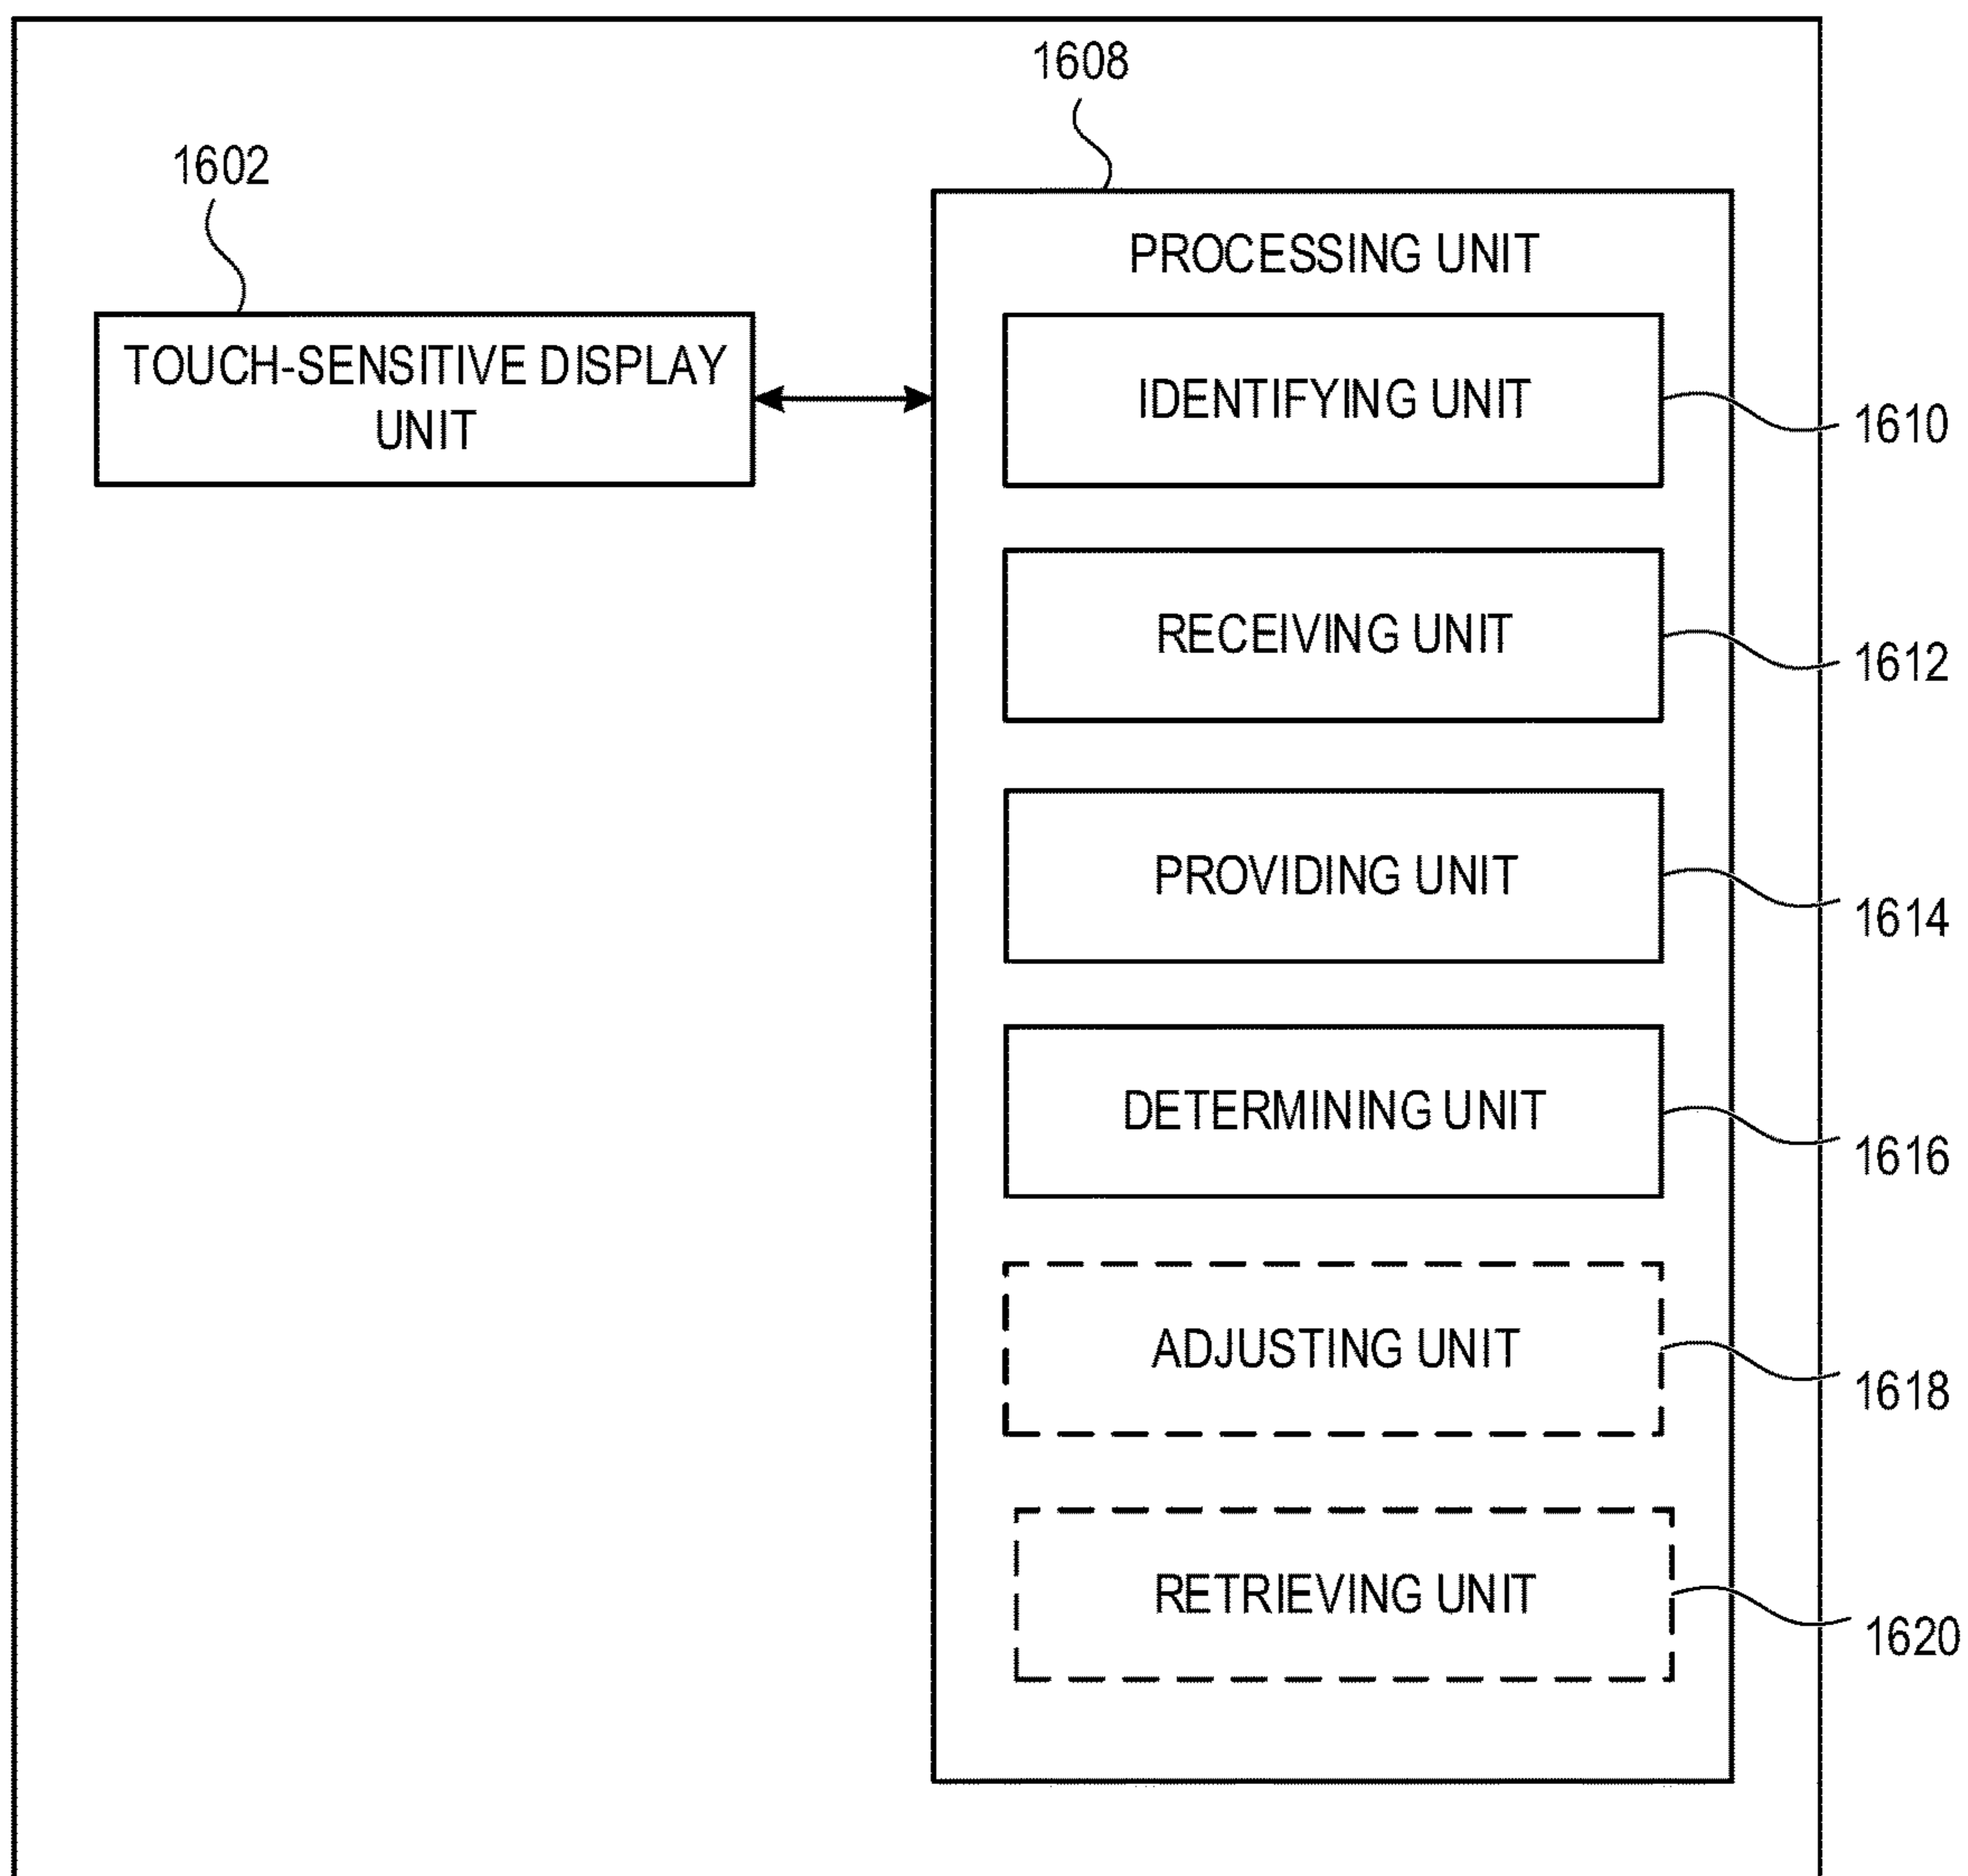 1608
1602
PROCESSING UNIT
TOUCH-SENSITIVE DISPLAY
UNIT
IDENTIFYING UNIT
1610
RECEIVING UNIT
1612
PROVIDING UNIT
1614
DETERMINING UNIT
1616
ADJUSTING UNIT
1618
RETRIEVING UNIT
1620